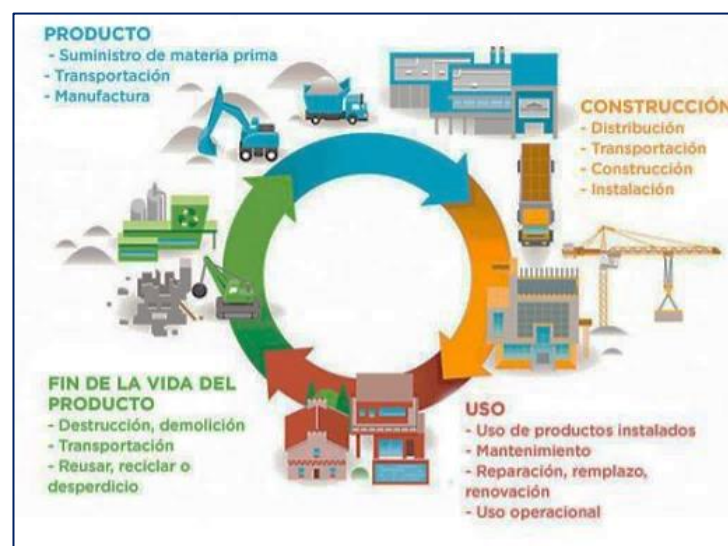 PRODUCTO
- Suministro de materia prima
- Transportación
- Manufactura
CONSTRUCCIÓN
- Distribución
- Transportación
- Construcción
- Instalación
USO
- Uso de productos instalados
- Mantenimiento
- Reparación, remplazo,
renovación
- Uso operacional
FIN DE LA VIDA DEL
PRODUCTO
- Destrucción, demolición
- Transportación
- Reusar, reciclar o
desperdicio